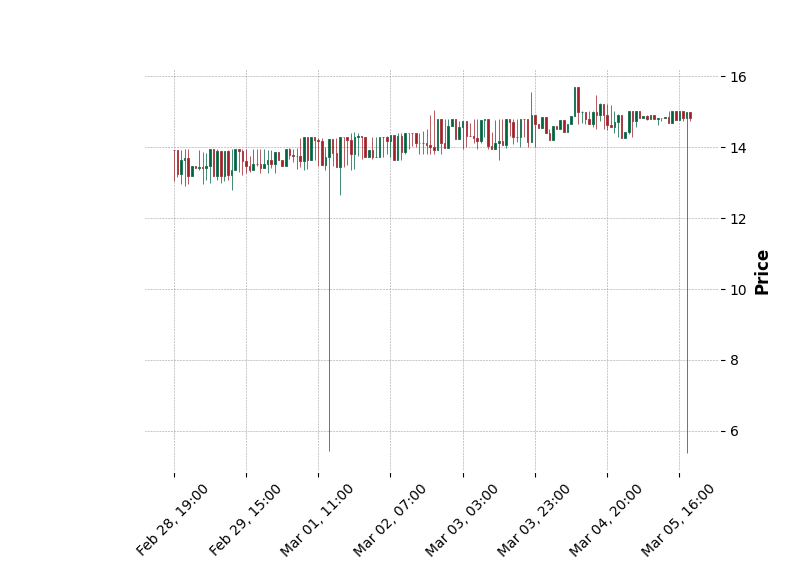 16
14
12
10
8
6
Price
Feb 28, 19:00
Feb 29, 15:00
Mar 01, 11:00
Mar 02, 07:00
Mar 03, 03:00
Mar 03, 23:00
Mar 04, 20:00
Mar 05, 16:00